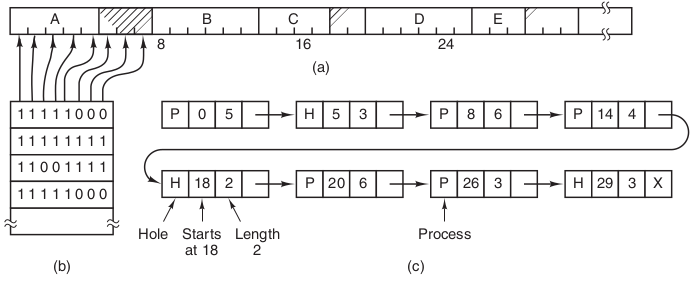 A B C D E
8 16 24
(a)
P 0 5 H 5 3 P 8 6 P 14 4
H 18 2 P 20 6 P 26 3 H 29 3 X
Hole Starts at 18 Length 2 Process
11111000
11111111
11001111
11111000
(b) (c)